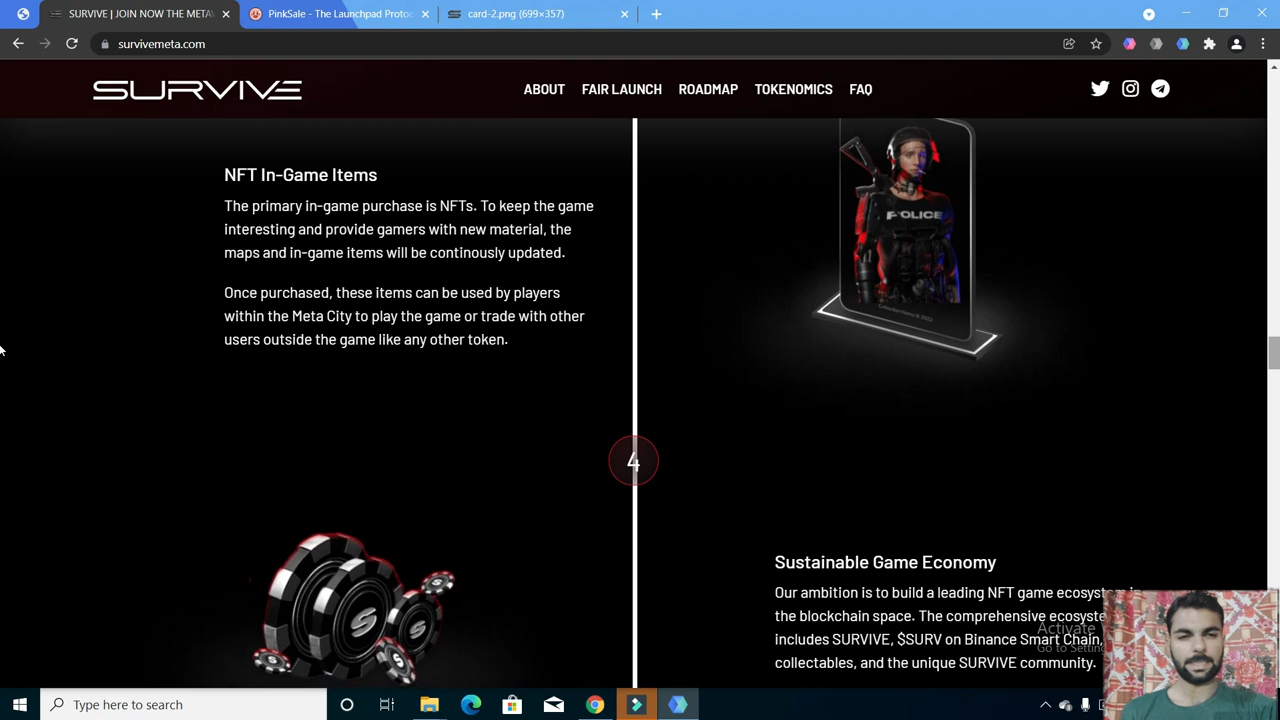 SURVIVE | JOIN NOW THE META
PinkSale - The Launchpad Protoc
card-2.png (699×357)
survivemeta.com
SURVIVE
ABOUT
FAIR LAUNCH
ROADMAP
TOKENOMICS
FAQ
NFT In-Game Items
The primary in-game purchase is NFTs. To keep the game
interesting and provide gamers with new material, the
maps and in-game items will be continously updated.
Once purchased, these items can be used by players
within the Meta City to play the game or trade with other
users outside the game like any other token.
POLICE
4
Sustainable Game Economy
Our ambition is to build a leading NFT game ecosystem
the blockchain space. The comprehensive ecosyste
includes SURVIVE, $SURV on Binance Smart Chain,
collectables, and the unique SURVIVE community.
Activate
Go to Setting
Type here to search